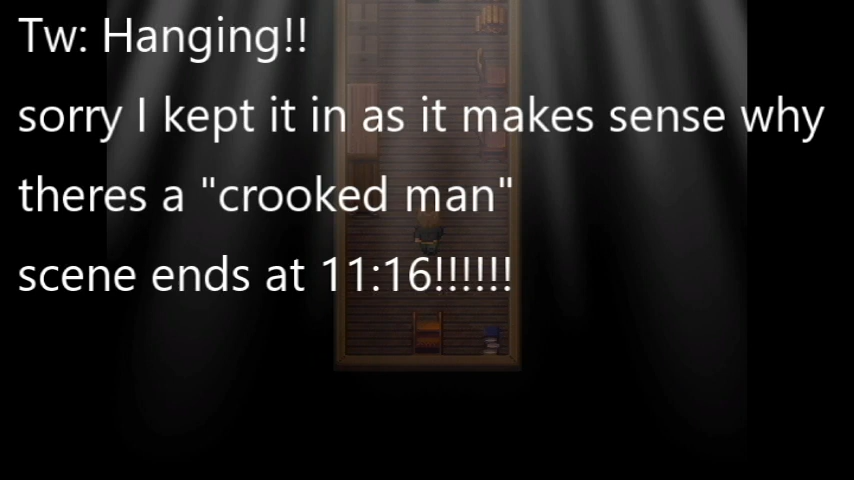 Tw: Hanging!!
sorry I kept it in as it makes sense why
theres a "crooked man"
scene ends at 11:16!!!!!!